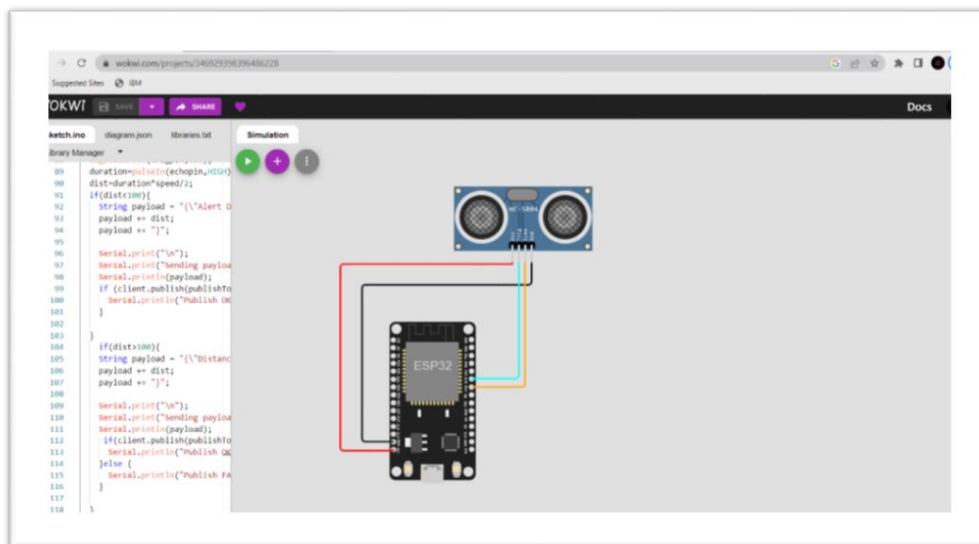 wokwi.com/projects/346929398396486228
Suggested Sites IBM
WOKWI SAVE SHARE Docs
sketch.ino diagram.json libraries.txt Simulation
Library Manager
89 duration=pulseIn(echopin,HIGH)
90 dist=duration*speed/2;
91 if(dist<100){
92 String payload = "{\"Alert D
93 payload += dist;
94 payload += "}";
95
96 Serial.print("\n");
97 Serial.print("Sending payloa
98 Serial.println(payload);
99 if (client.publish(publishTo
100 Serial.println("Publish OK
101 }
102
103 }
104 if(dist>100){
105 String payload = "{\"Distanc
106 payload += dist;
107 payload += "}";
108
109 Serial.print("\n");
110 Serial.print("Sending payloa
111 Serial.println(payload);
112 if(client.publish(publishTo
113 Serial.println("Publish OK
114 }else {
115 Serial.println("Publish FA
116 }
117
118 }
HC-SR04
ESP32